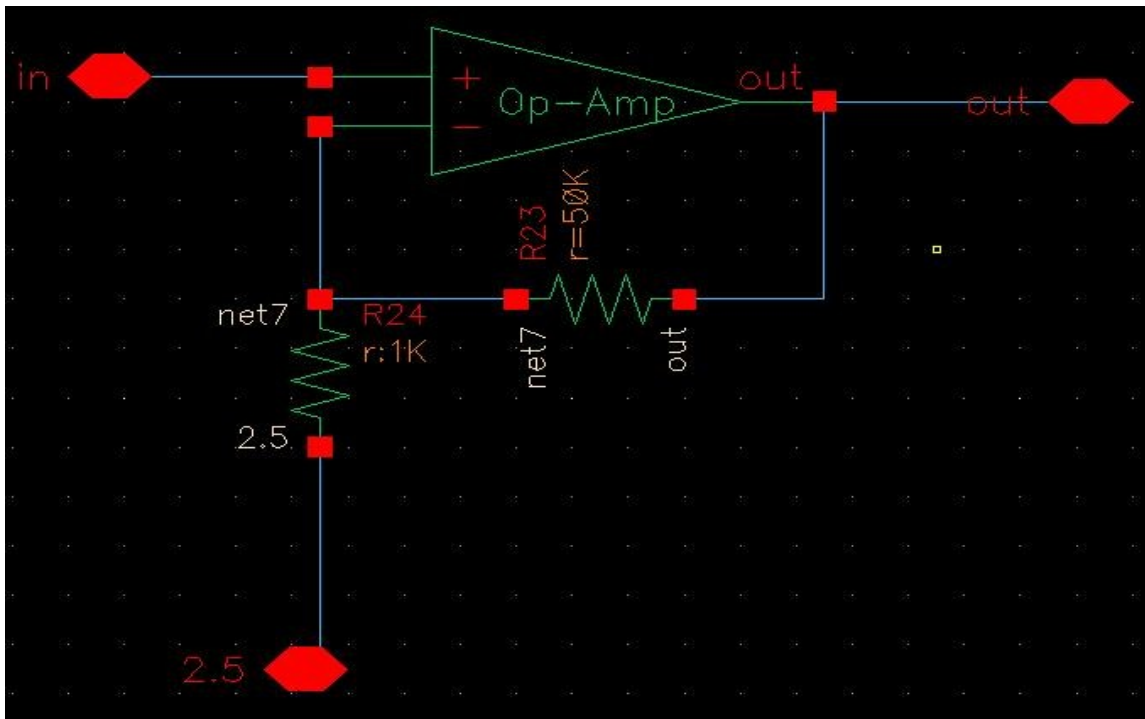 in
+
Op-Amp
-
out
out
R23
r=50K
net7
R24
r:1K
net7
out
2.5
2.5